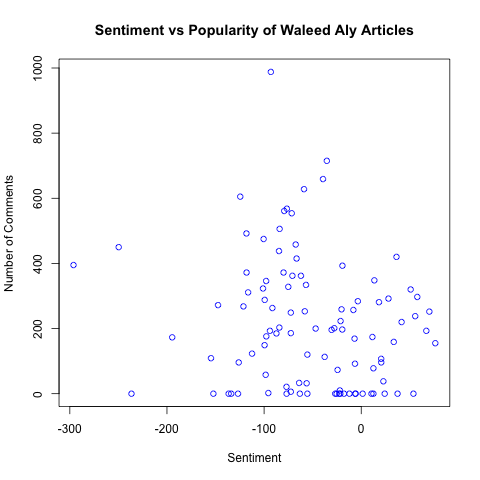 Sentiment vs Popularity of Waleed Aly Articles
Number of Comments
1000
800
600
400
200
0
-300 -200 -100 0
Sentiment